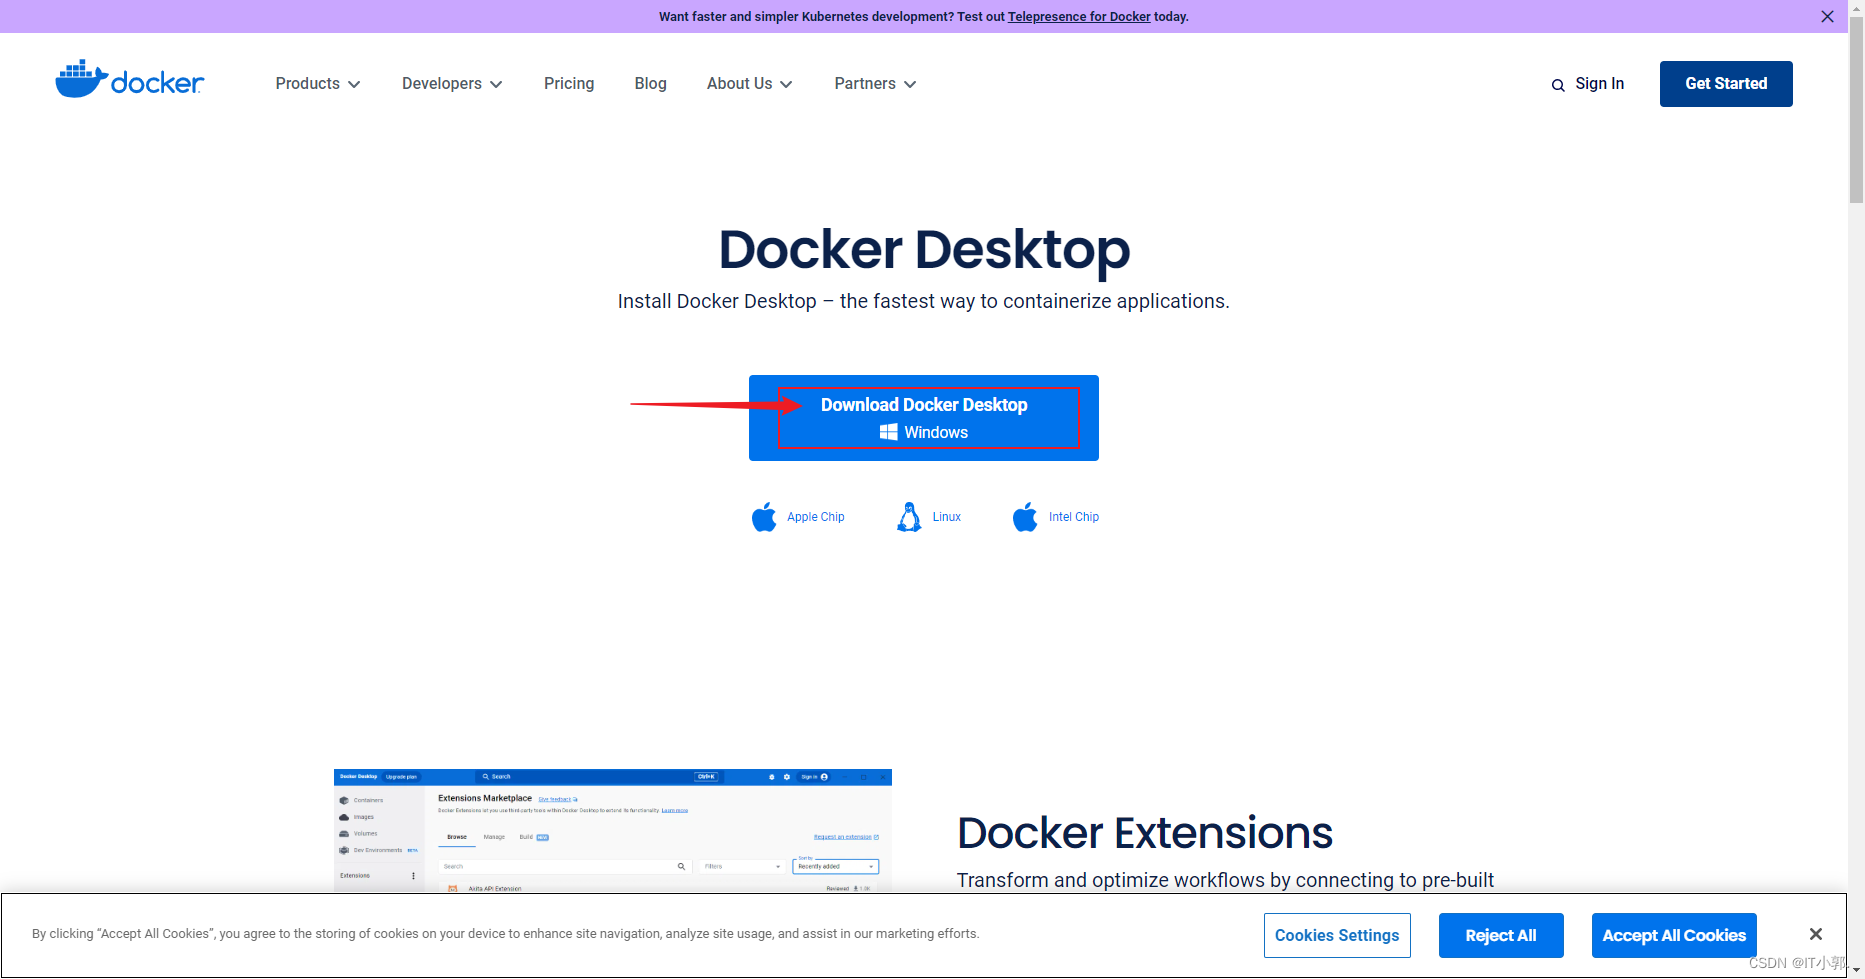 Want faster and simpler Kubernetes development? Test out Telepresence for Docker today.
docker
Products
Developers
Pricing
Blog
About Us
Partners
Sign In
Get Started
Docker Desktop
Install Docker Desktop – the fastest way to containerize applications.
Download Docker Desktop
Windows
Apple Chip
Linux
Intel Chip
Docker Desktop
Upgrade plan
Search
Ctrl+K
Sign in
Containers
Images
Volumes
Dev Environments
BETA
Extensions
Extensions Marketplace
Give feedback
Docker Extensions let you use third-party tools within Docker Desktop to extend its functionality. Learn more
Browse
Manage
Build
Request an extension
Search
Filters
Sort by
Recently added
Akita API Extension
Reviewed
Docker Extensions
Transform and optimize workflows by connecting to pre-built
By clicking “Accept All Cookies”, you agree to the storing of cookies on your device to enhance site navigation, analyze site usage, and assist in our marketing efforts.
Cookies Settings
Reject All
Accept All Cookies
CSDN @IT小郭.